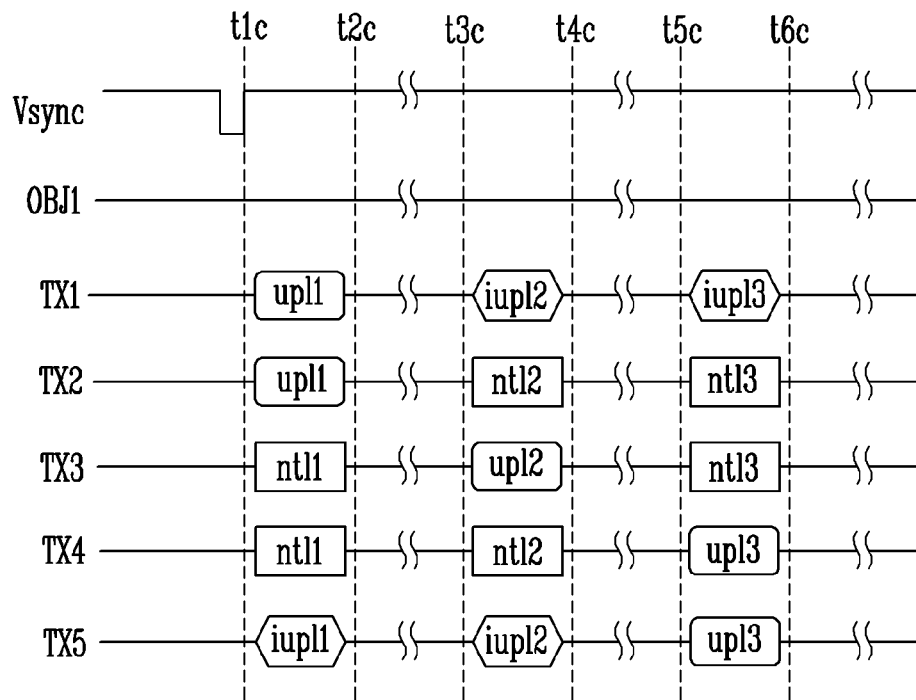 t1c t2c t3c t4c t5c t6c
Vsync
OBJ1
TX1 upl1 iupl2 iupl3
TX2 upl1 ntl2 ntl3
TX3 ntl1 upl2 ntl3
TX4 ntl1 ntl2 upl3
TX5 iupl1 iupl2 upl3